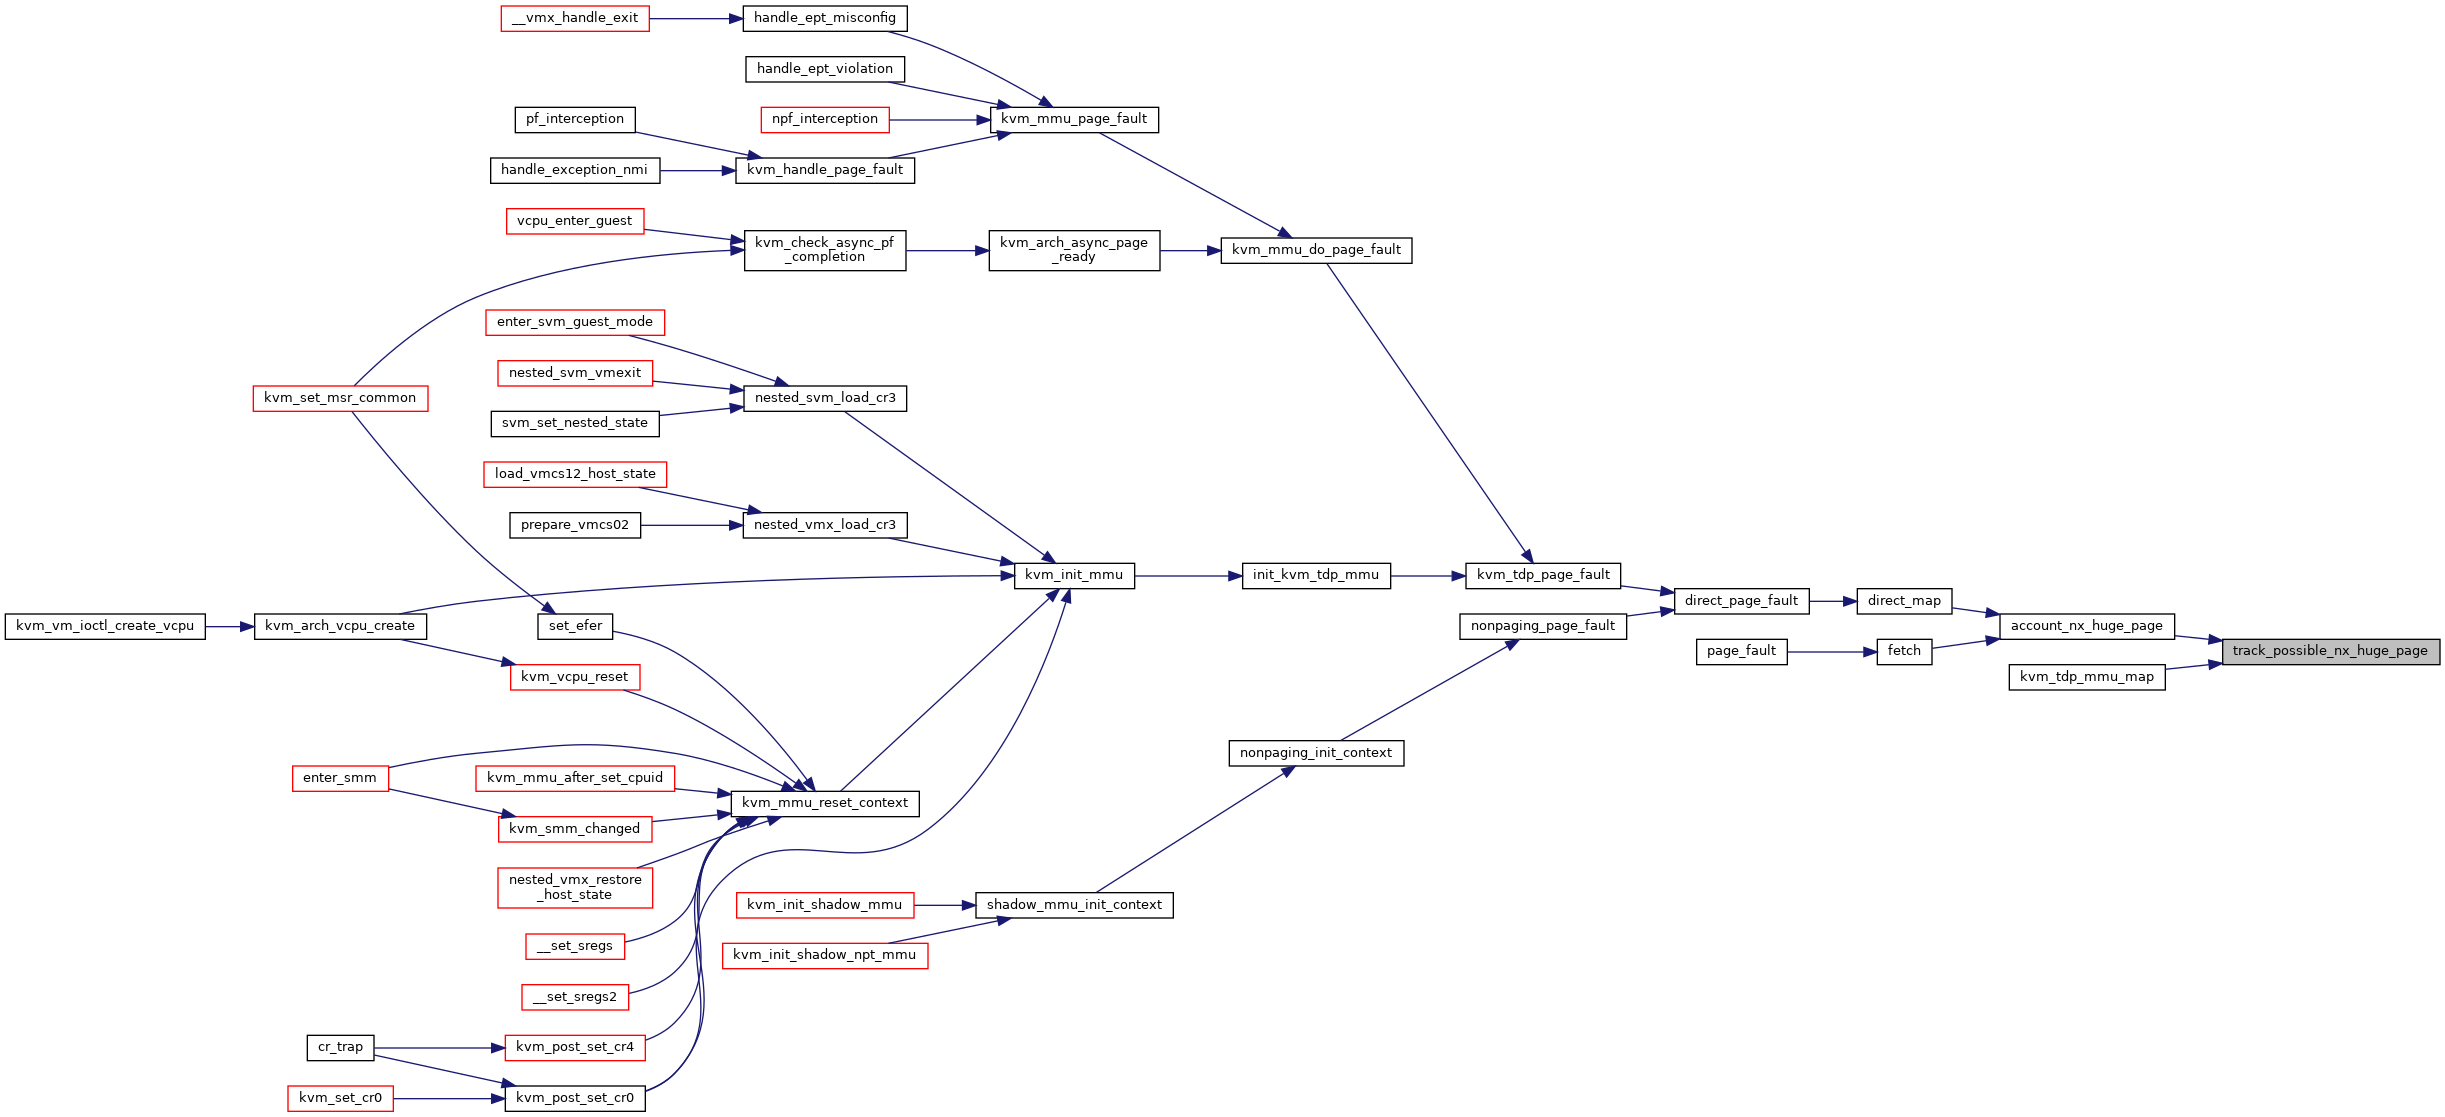 __vmx_handle_exit
handle_ept_misconfig
handle_ept_violation
pf_interception
npf_interception
kvm_mmu_page_fault
handle_exception_nmi
kvm_handle_page_fault
vcpu_enter_guest
kvm_check_async_pf
_completion
kvm_arch_async_page
_ready
kvm_mmu_do_page_fault
enter_svm_guest_mode
nested_svm_vmexit
kvm_set_msr_common
nested_svm_load_cr3
svm_set_nested_state
load_vmcs12_host_state
prepare_vmcs02
nested_vmx_load_cr3
kvm_init_mmu
init_kvm_tdp_mmu
kvm_tdp_page_fault
direct_page_fault
direct_map
kvm_vm_ioctl_create_vcpu
kvm_arch_vcpu_create
set_efer
nonpaging_page_fault
account_nx_huge_page
page_fault
fetch
track_possible_nx_huge_page
kvm_vcpu_reset
kvm_tdp_mmu_map
nonpaging_init_context
enter_smm
kvm_mmu_after_set_cpuid
kvm_mmu_reset_context
kvm_smm_changed
nested_vmx_restore
_host_state
kvm_init_shadow_mmu
shadow_mmu_init_context
__set_sregs
kvm_init_shadow_npt_mmu
__set_sregs2
cr_trap
kvm_post_set_cr4
kvm_set_cr0
kvm_post_set_cr0